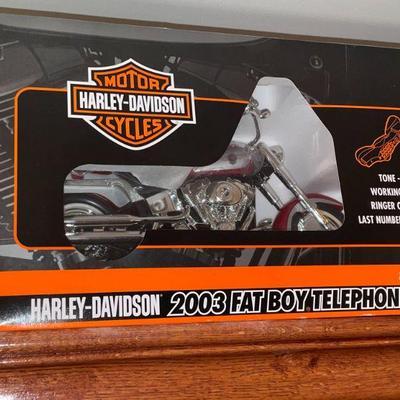 MOTOR
HARLEY-DAVIDSON
CYCLES
TONE -
WORKING
RINGER
LAST NUMBER
HARLEY-DAVIDSON 2003 FAT BOY TELEPHON